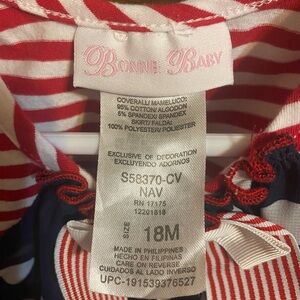 BONNIE BABY
COVERALL/ MAMELUCO:
95% COTTON/ALGODON
5% SPANDEX/ SPANDEX
SKIRT/ FALDA:
100% POLYESTER/ POLIESTER
EXCLUSIVE OF DECORATION
EXCLUYENDO ADORNOS
S58370-CV
NAV
RN 17175
12201818
SIZE 18M
MADE IN PHILIPPINES
HECHO EN FILIPINAS
CARE ON REVERSE
CUIDADOS AL LADO INVERSO
UPC-191539376527